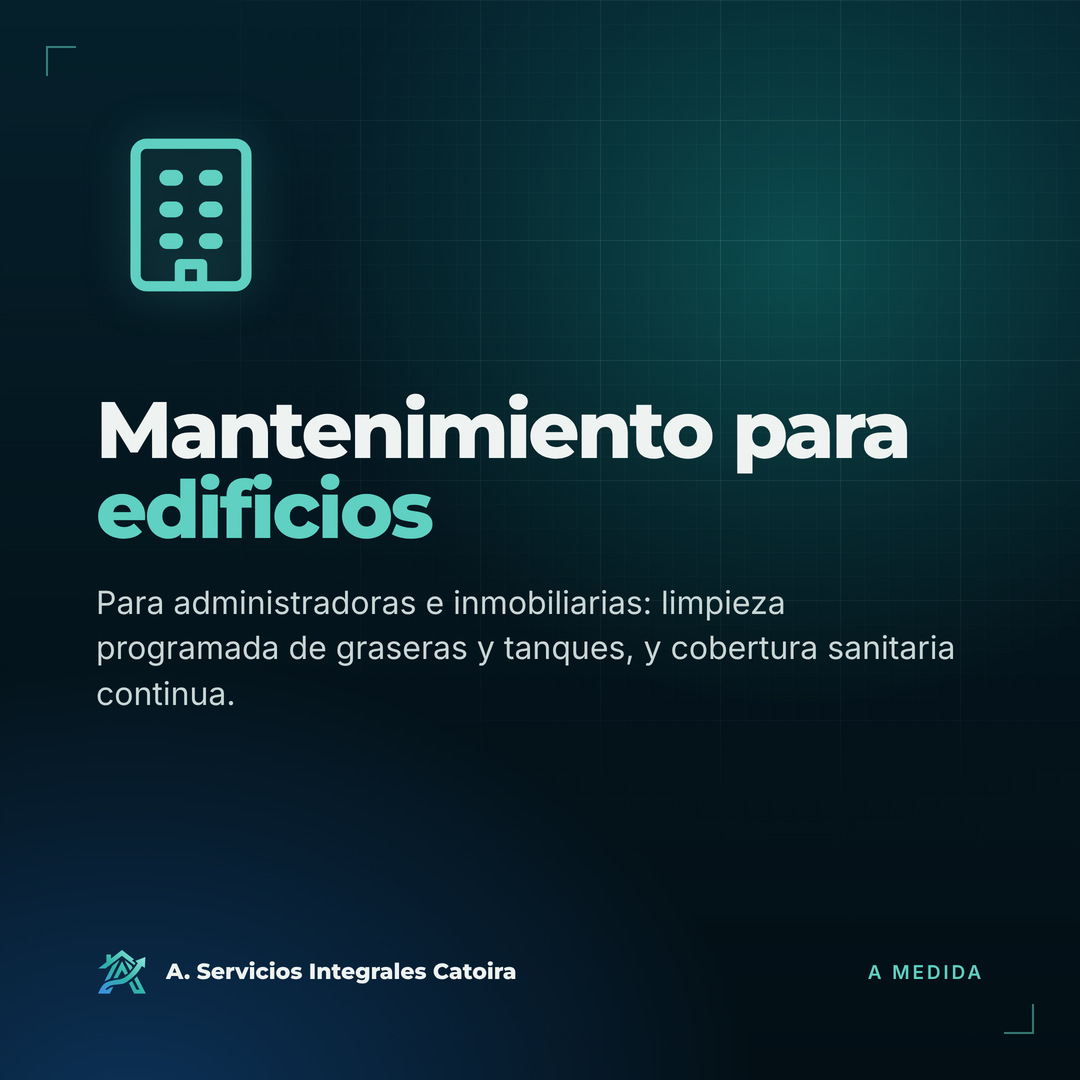 Mantenimiento para
edificios
Para administradoras e inmobiliarias: limpieza
programada de graseras y tanques, y cobertura sanitaria
continua.
A. Servicios Integrales Catoira
A MEDIDA